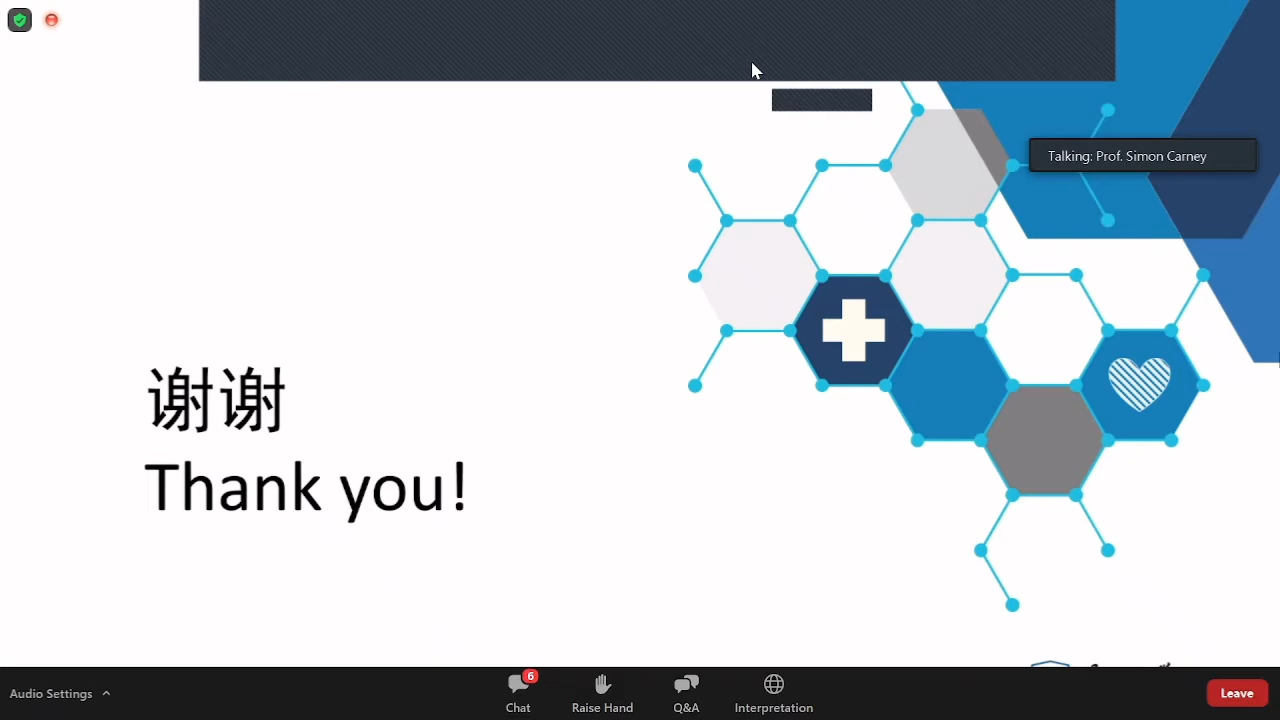 Talking: Prof. Simon Carney
谢谢
Thank you!
Audio Settings
6
Chat
Raise Hand
Q&A
Interpretation
Leave